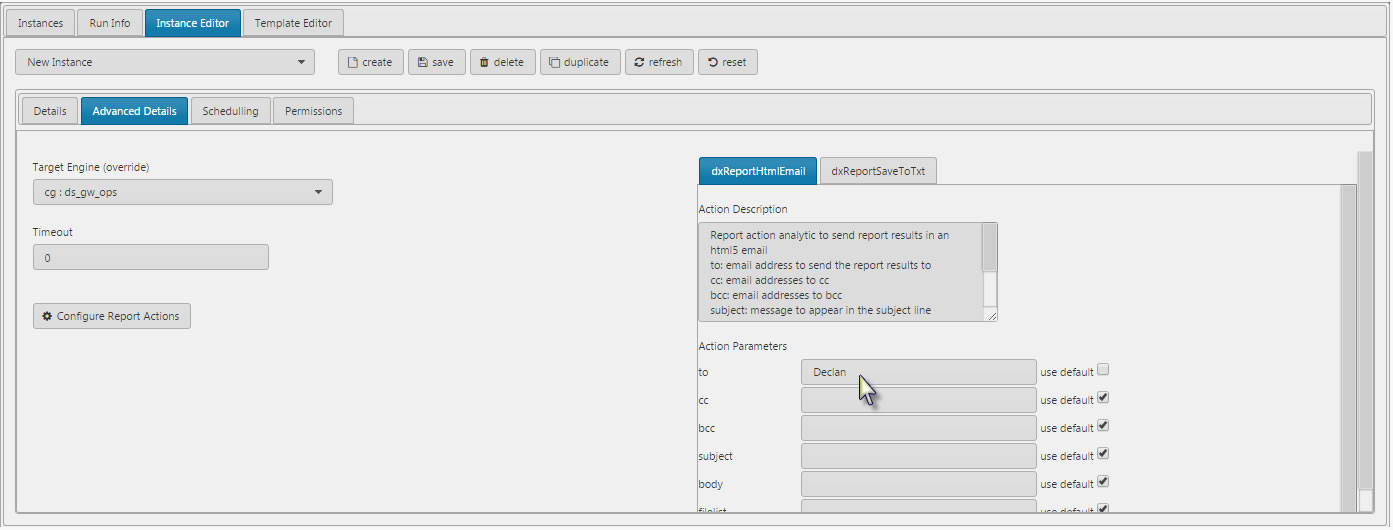 Instances Run Info Instance Editor Template Editor
New Instance create save delete duplicate refresh reset
Details Advanced Details Schedulling Permissions
Target Engine (override)
cg : ds_gw_ops
Timeout
0
Configure Report Actions
dxReportHtmlEmail dxReportSaveToTxt
Action Description
Report action analytic to send report results in an
html5 email
to: email address to send the report results to
cc: email addresses to cc
bcc: email addresses to bcc
subject: message to appear in the subject line
Action Parameters
to Declan use default
cc use default
bcc use default
subject use default
body use default
filelist use default